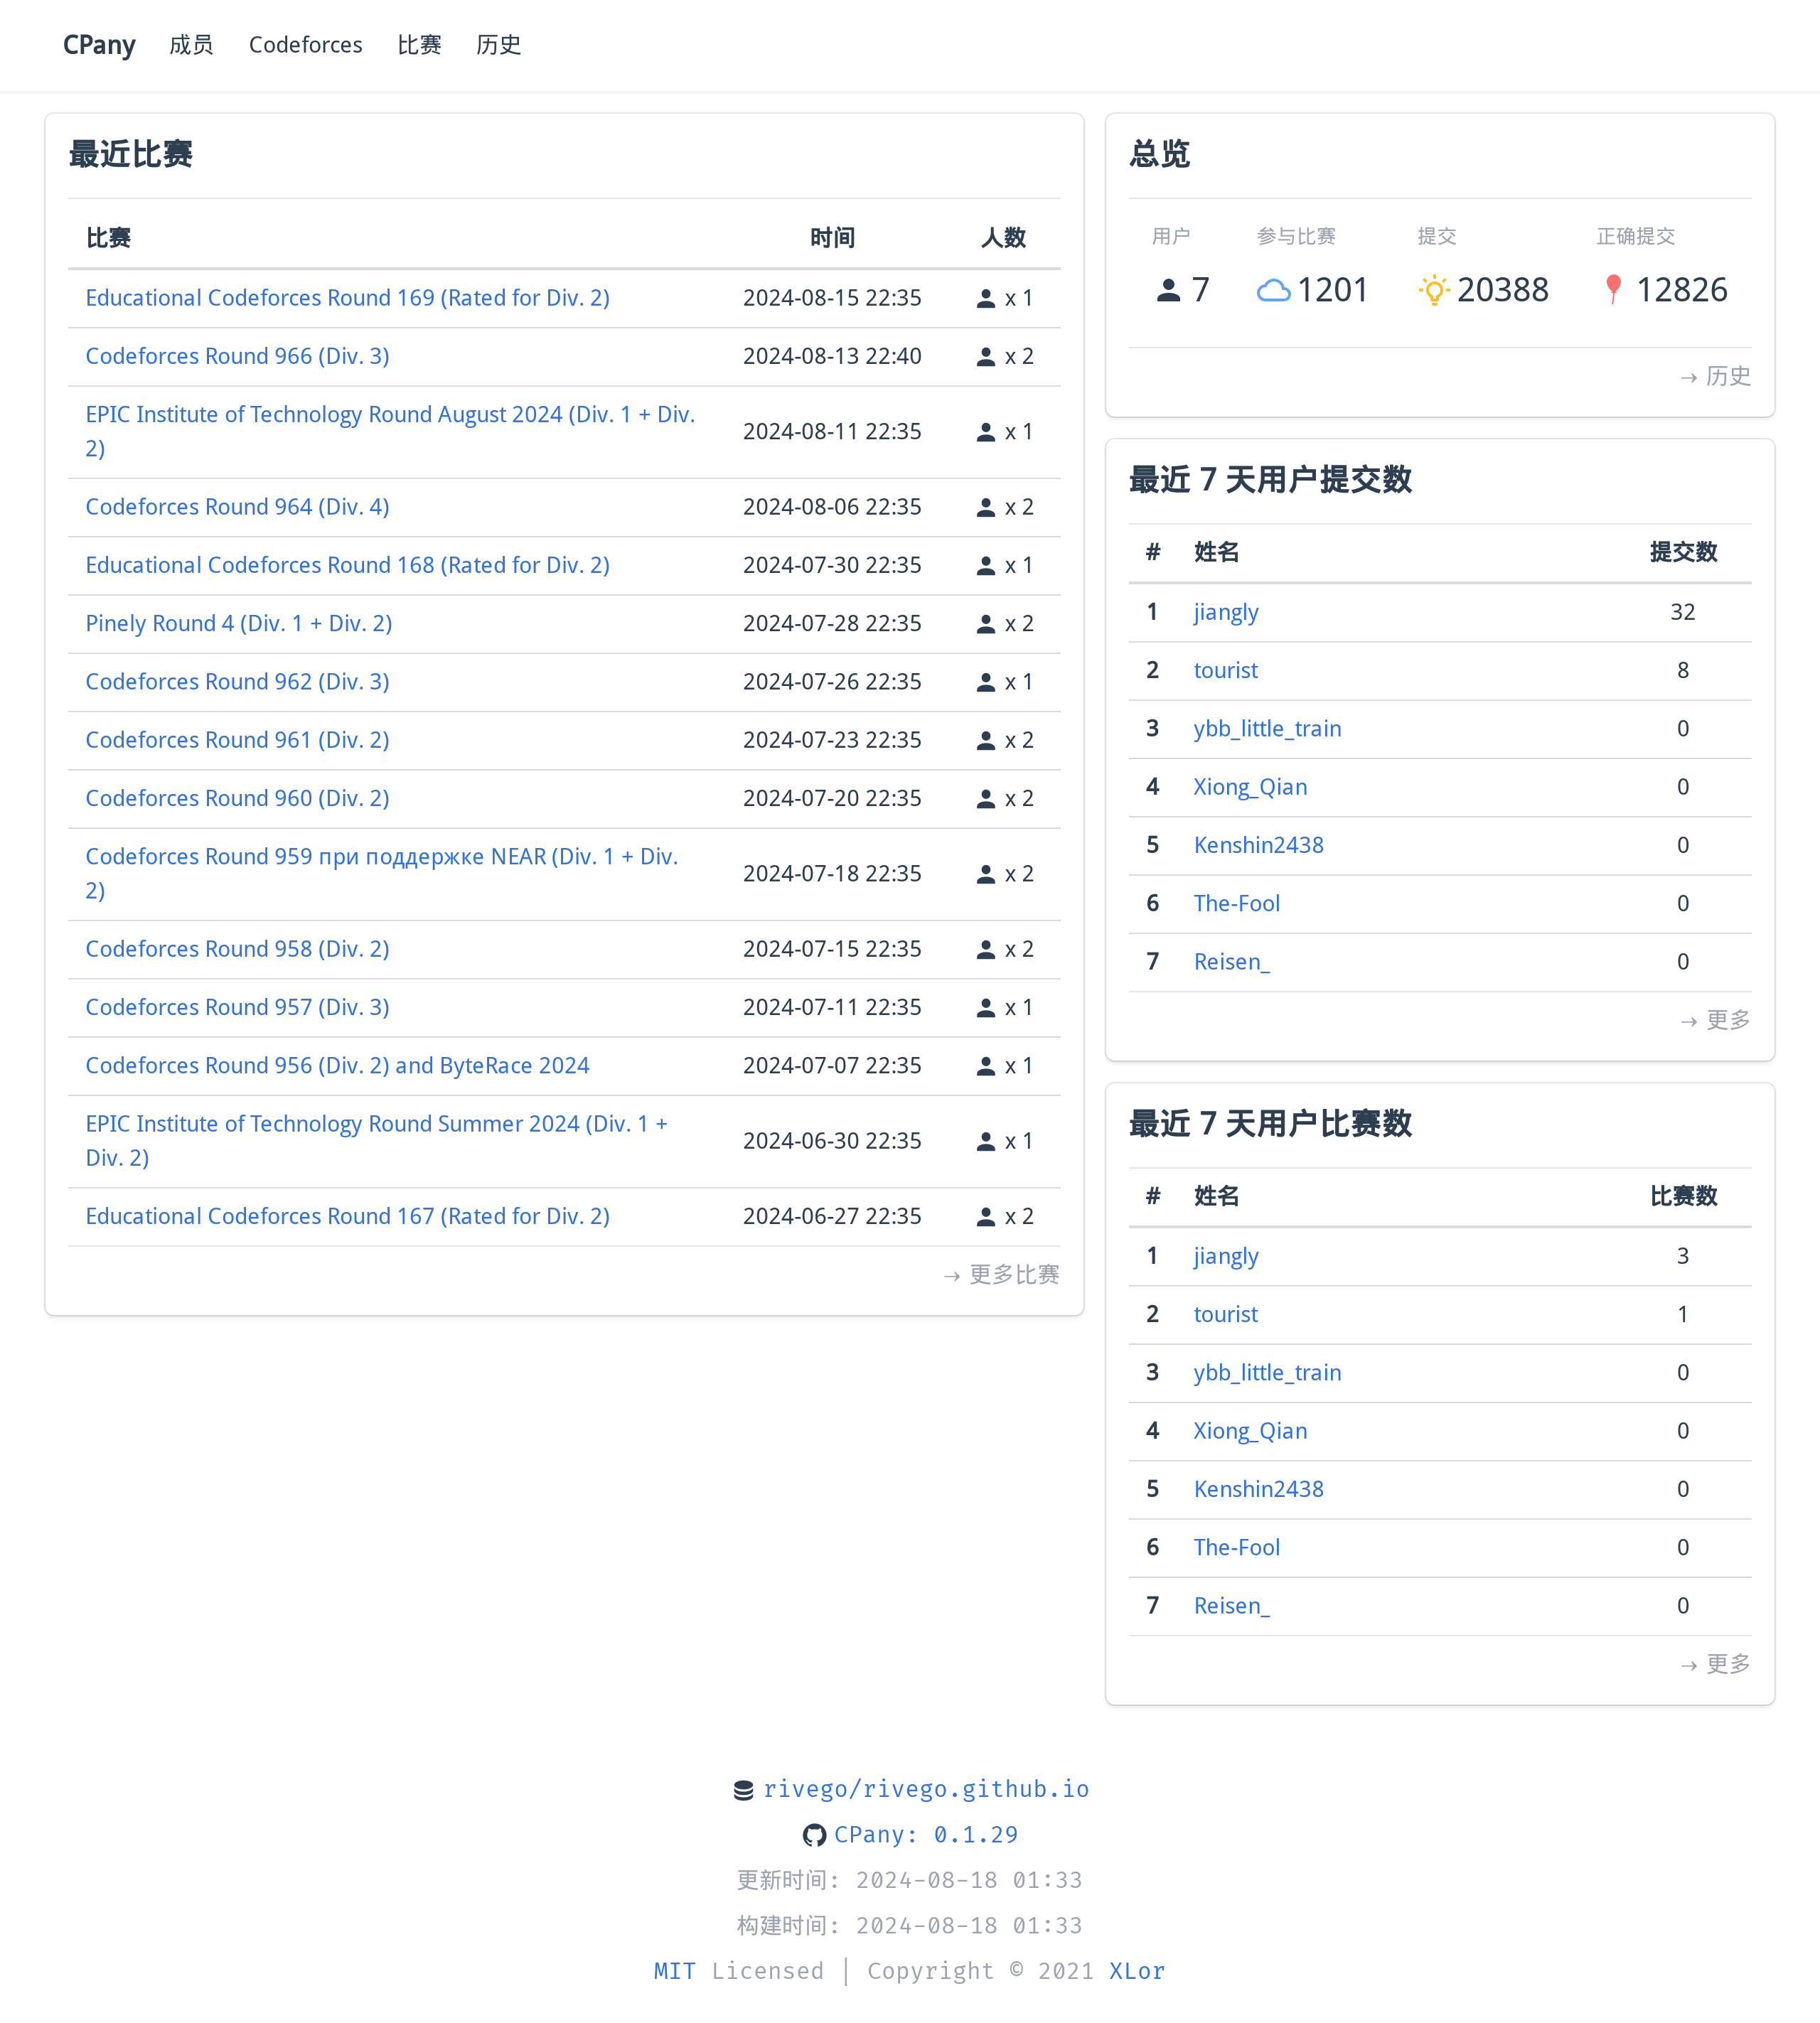 CPany 成员 Codeforces 比赛 历史
最近比赛
比赛 时间 人数
Educational Codeforces Round 169 (Rated for Div. 2) 2024-08-15 22:35 x 1
Codeforces Round 966 (Div. 3) 2024-08-13 22:40 x 2
EPIC Institute of Technology Round August 2024 (Div. 1 + Div.
2) 2024-08-11 22:35 x 1
Codeforces Round 964 (Div. 4) 2024-08-06 22:35 x 2
Educational Codeforces Round 168 (Rated for Div. 2) 2024-07-30 22:35 x 1
Pinely Round 4 (Div. 1 + Div. 2) 2024-07-28 22:35 x 2
Codeforces Round 962 (Div. 3) 2024-07-26 22:35 x 1
Codeforces Round 961 (Div. 2) 2024-07-23 22:35 x 2
Codeforces Round 960 (Div. 2) 2024-07-20 22:35 x 2
Codeforces Round 959 при поддержке NEAR (Div. 1 + Div.
2) 2024-07-18 22:35 x 2
Codeforces Round 958 (Div. 2) 2024-07-15 22:35 x 2
Codeforces Round 957 (Div. 3) 2024-07-11 22:35 x 1
Codeforces Round 956 (Div. 2) and ByteRace 2024 2024-07-07 22:35 x 1
EPIC Institute of Technology Round Summer 2024 (Div. 1 +
Div. 2) 2024-06-30 22:35 x 1
Educational Codeforces Round 167 (Rated for Div. 2) 2024-06-27 22:35 x 2
→ 更多比赛
总览
用户 参与比赛 提交 正确提交
7 1201 20388 12826
→ 历史
最近 7 天用户提交数
# 姓名 提交数
1 jiangly 32
2 tourist 8
3 ybb_little_train 0
4 Xiong_Qian 0
5 Kenshin2438 0
6 The-Fool 0
7 Reisen_ 0
→ 更多
最近 7 天用户比赛数
# 姓名 比赛数
1 jiangly 3
2 tourist 1
3 ybb_little_train 0
4 Xiong_Qian 0
5 Kenshin2438 0
6 The-Fool 0
7 Reisen_ 0
→ 更多
rivego/rivego.github.io
CPany: 0.1.29
更新时间: 2024-08-18 01:33
构建时间: 2024-08-18 01:33
MIT Licensed | Copyright © 2021 XLor